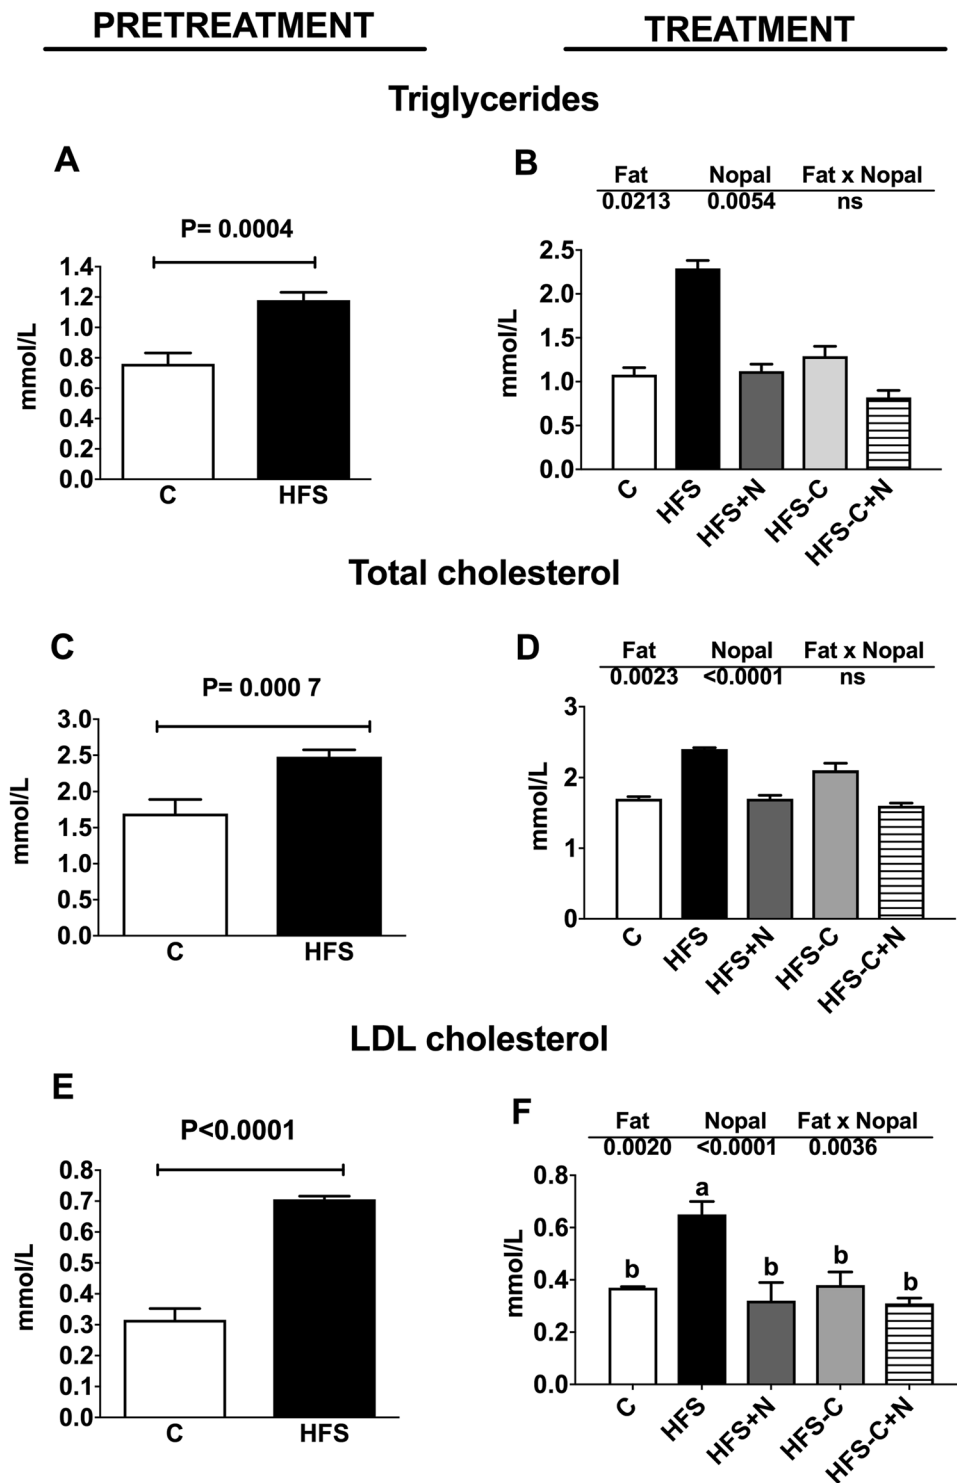 PRETREATMENT TREATMENT
Triglycerides
A
P= 0.0004
mmol/L
1.4
1.2
1.0
0.8
0.6
0.4
0.2
0.0
C HFS
B
Fat Nopal Fat x Nopal
0.0213 0.0054 ns
mmol/L
2.5
2.0
1.5
1.0
0.5
0.0
C HFS HFS+N HFS-C HFS-C+N
Total cholesterol
C
P= 0.000 7
mmol/L
3.0
2.5
2.0
1.5
1.0
0.5
0.0
C HFS
D
Fat Nopal Fat x Nopal
0.0023 <0.0001 ns
mmol/L
3
2
1
0
C HFS HFS+N HFS-C HFS-C+N
LDL cholesterol
E
P<0.0001
mmol/L
0.8
0.7
0.6
0.5
0.4
0.3
0.2
0.1
0.0
C HFS
F
Fat Nopal Fat x Nopal
0.0020 <0.0001 0.0036
mmol/L
0.8
0.6
0.4
0.2
0.0
b a b b b
C HFS HFS+N HFS-C HFS-C+N